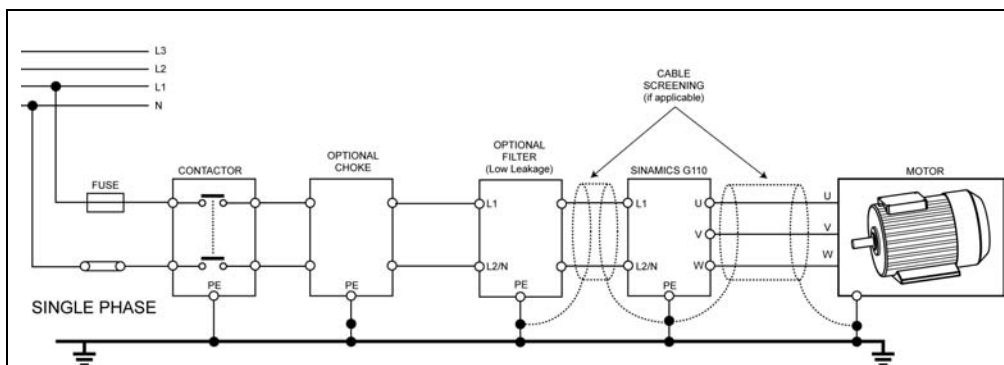 L3
L2
L1
N
CABLE
SCREENING
(if applicable)
OPTIONAL
FILTER
(Low Leakage)
OPTIONAL
CHOKE
CONTACTOR
SINAMICS G110
MOTOR
FUSE
L1
L1
U
U
V
V
L2/N
L2/N
W
W
PE
PE
PE
PE
SINGLE PHASE